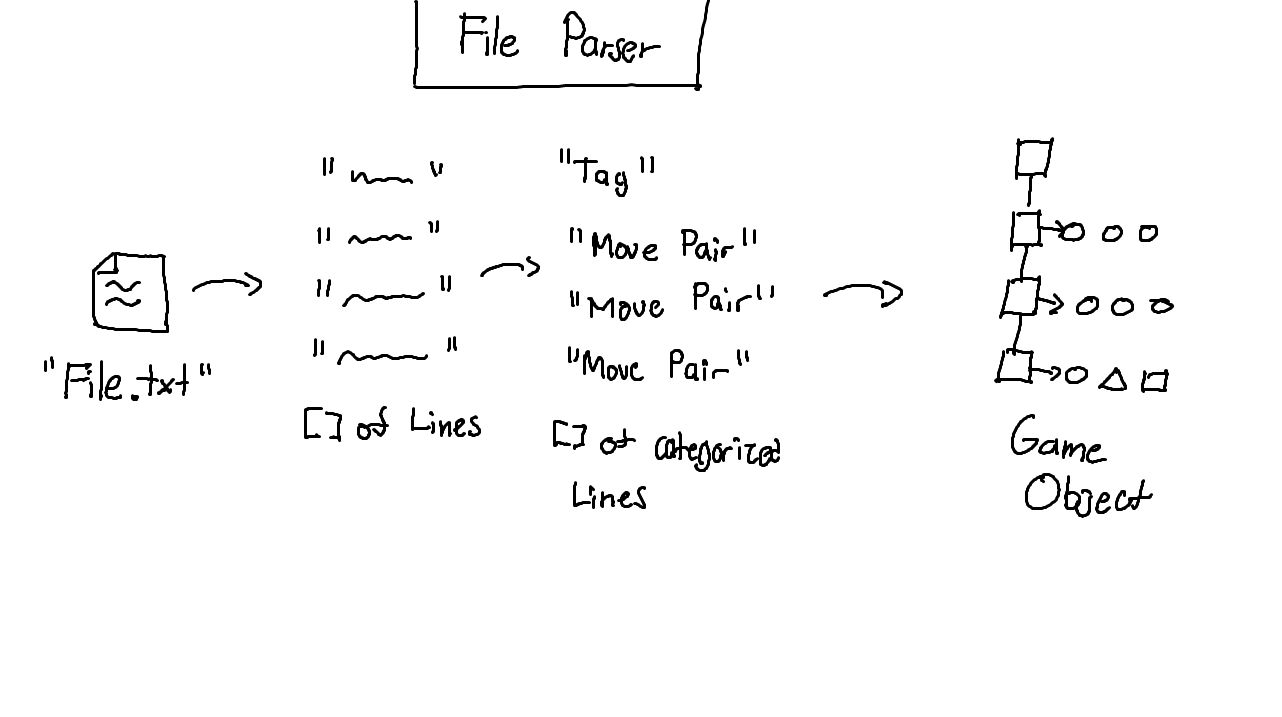 File Parser
"Tag"
"Move Pair"
"Move Pair"
"Move Pair"
"File.txt"
[] of Lines
[] of categorized
Lines
Game
Object